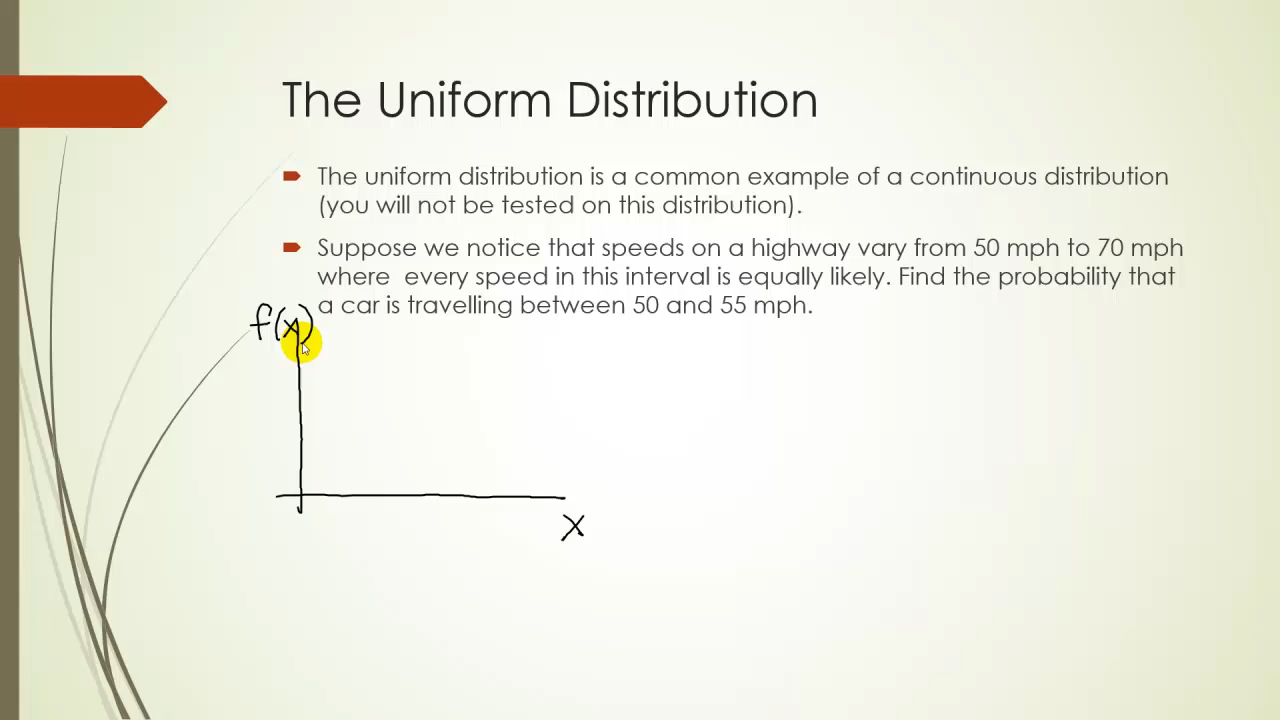 The Uniform Distribution
The uniform distribution is a common example of a continuous distribution
(you will not be tested on this distribution).
Suppose we notice that speeds on a highway vary from 50 mph to 70 mph
where every speed in this interval is equally likely. Find the probability that
a car is travelling between 50 and 55 mph.
f(x)
x